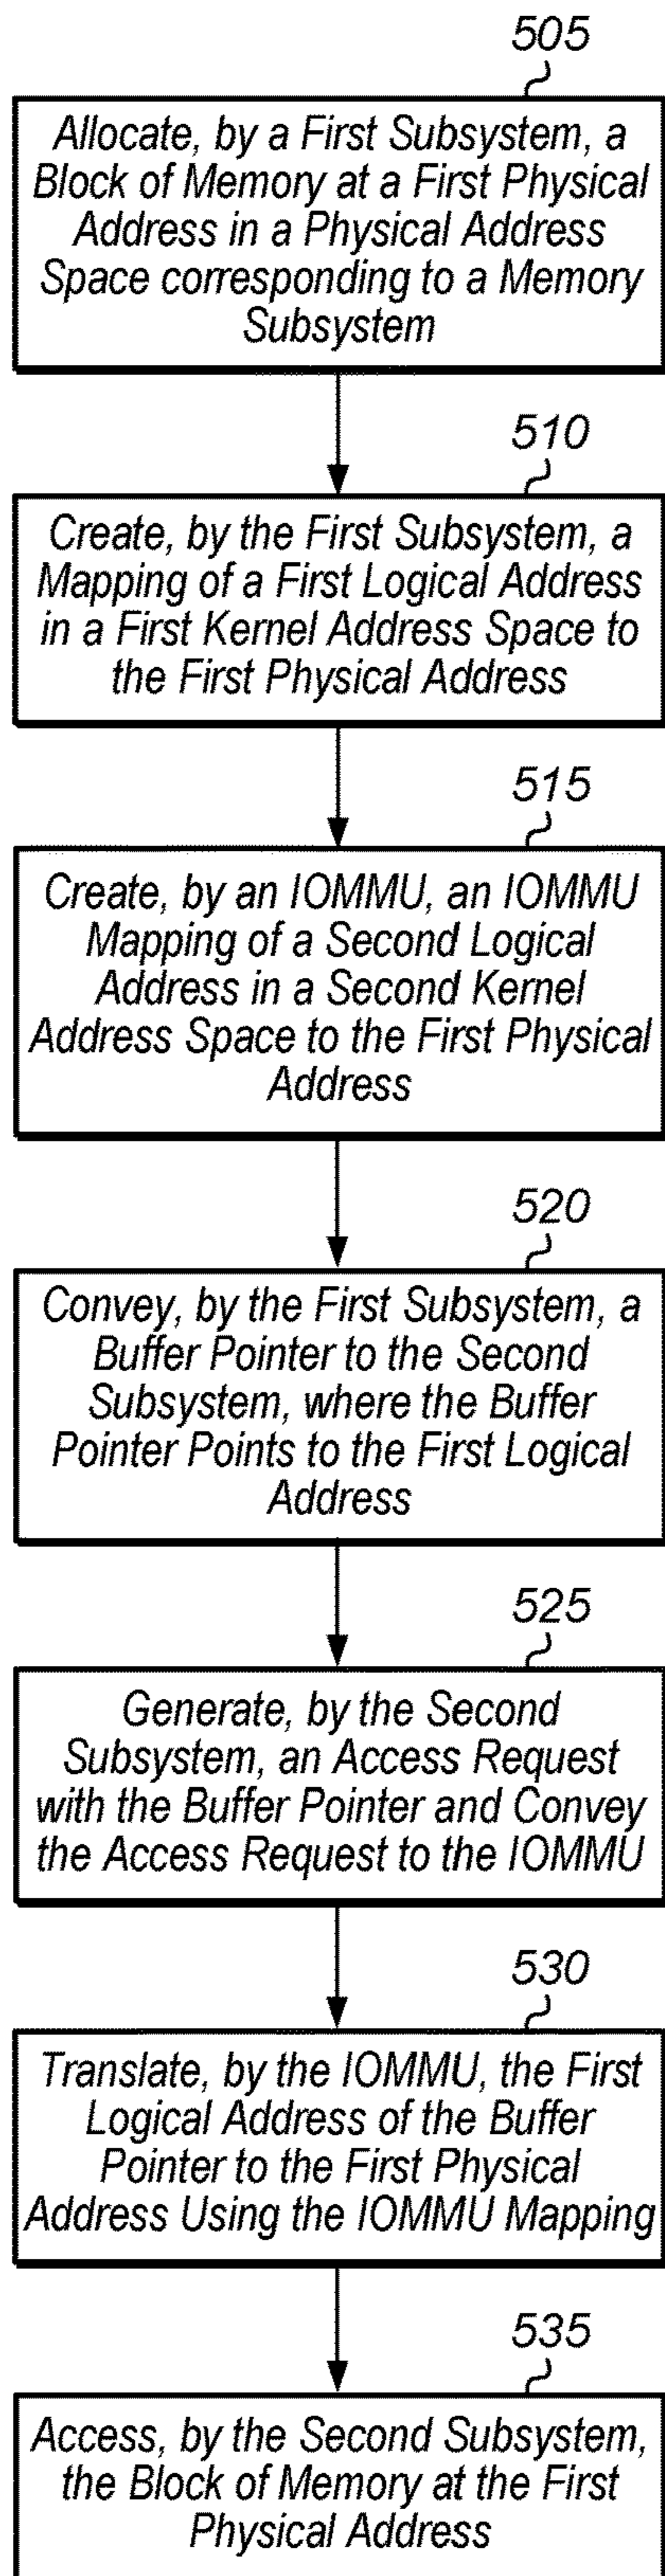 505
Allocate, by a First Subsystem, a
Block of Memory at a First Physical
Address in a Physical Address
Space corresponding to a Memory
Subsystem
510
Create, by the First Subsystem, a
Mapping of a First Logical Address
in a First Kernel Address Space to
the First Physical Address
515
Create, by an IOMMU, an IOMMU
Mapping of a Second Logical
Address in a Second Kernel
Address Space to the First Physical
Address
520
Convey, by the First Subsystem, a
Buffer Pointer to the Second
Subsystem, where the Buffer
Pointer Points to the First Logical
Address
525
Generate, by the Second
Subsystem, an Access Request
with the Buffer Pointer and Convey
the Access Request to the IOMMU
530
Translate, by the IOMMU, the First
Logical Address of the Buffer
Pointer to the First Physical
Address Using the IOMMU Mapping
535
Access, by the Second Subsystem,
the Block of Memory at the First
Physical Address